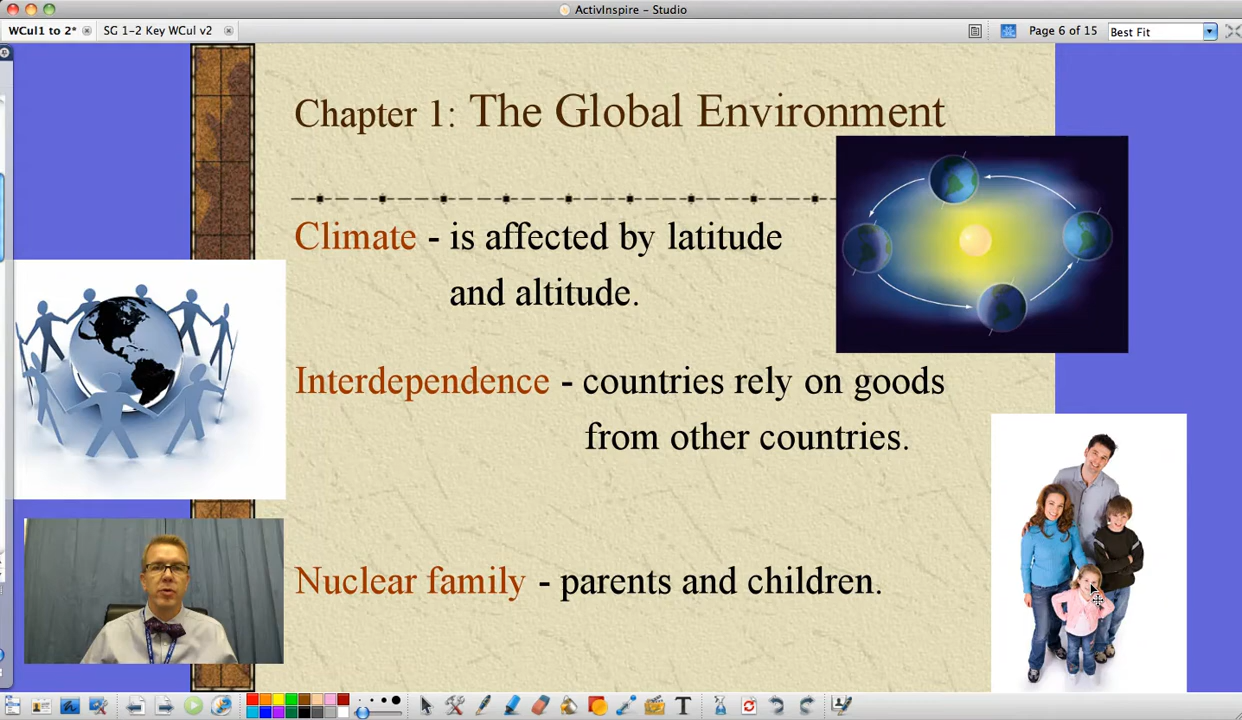 ActivInspire - Studio
WCul1 to 2*
SG 1-2 Key WCul v2
Page 6 of 15
Best Fit
Chapter 1: The Global Environment
Climate - is affected by latitude
and altitude.
Interdependence - countries rely on goods
from other countries.
Nuclear family - parents and children.